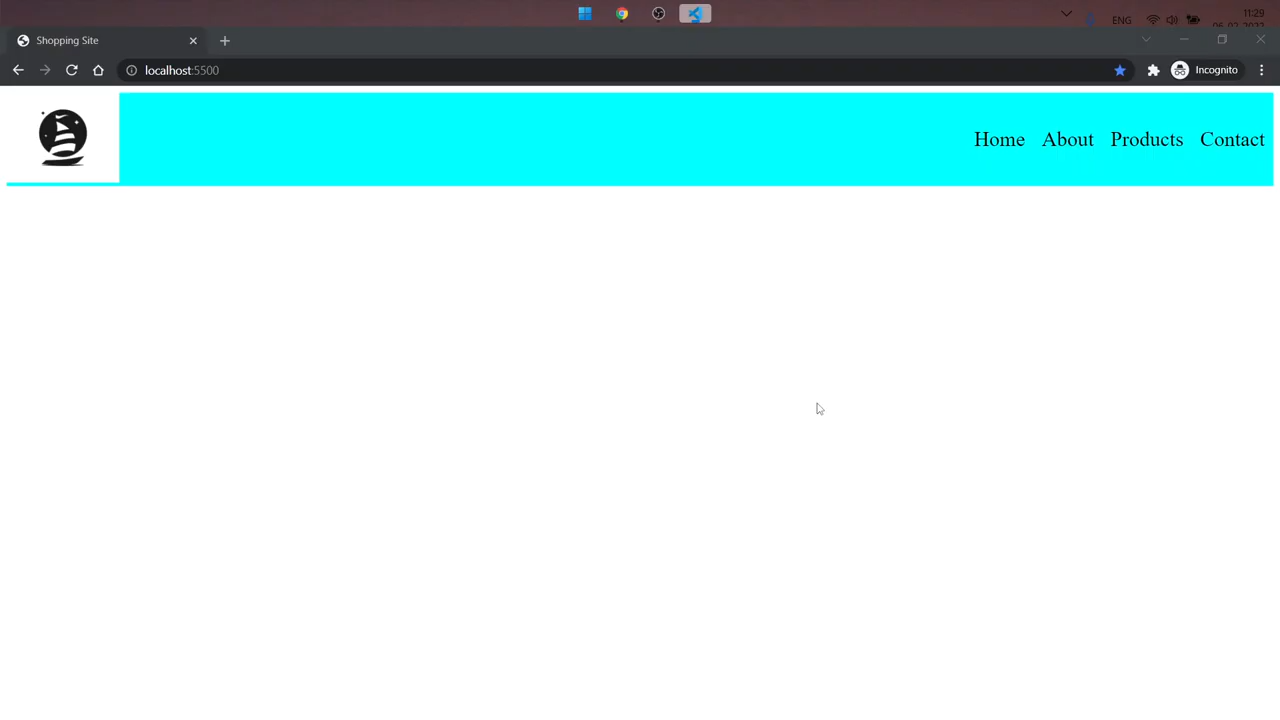 11:29
ENG
Shopping Site
localhost:5500
Incognito
Home About Products Contact